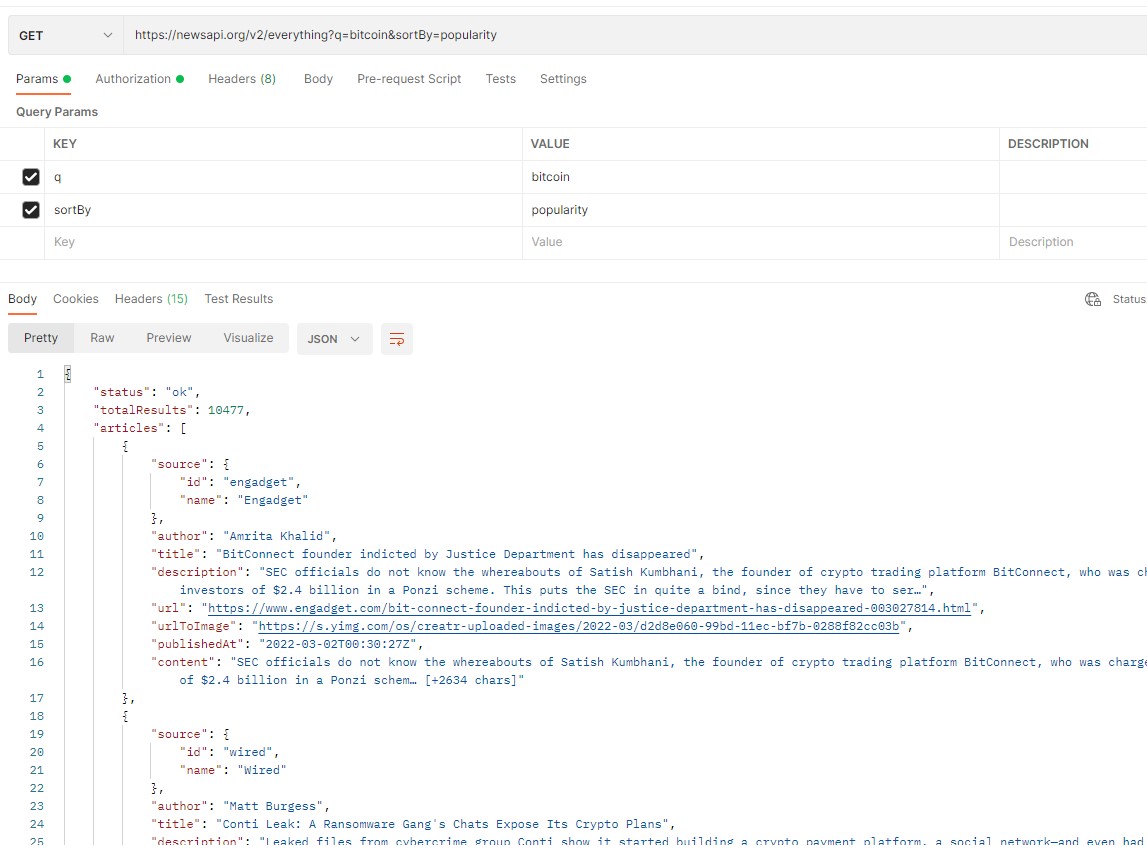 GET https://newsapi.org/v2/everything?q=bitcoin&sortBy=popularity
Params Authorization Headers (8) Body Pre-request Script Tests Settings
Query Params
KEY VALUE DESCRIPTION
q bitcoin
sortBy popularity
Key Value Description
Body Cookies Headers (15) Test Results Status
Pretty Raw Preview Visualize JSON
1 {
2 "status": "ok",
3 "totalResults": 10477,
4 "articles": [
5 {
6 "source": {
7 "id": "engadget",
8 "name": "Engadget"
9 },
10 "author": "Amrita Khalid",
11 "title": "BitConnect founder indicted by Justice Department has disappeared",
12 "description": "SEC officials do not know the whereabouts of Satish Kumbhani, the founder of crypto trading platform BitConnect, who was ch
investors of $2.4 billion in a Ponzi scheme. This puts the SEC in quite a bind, since they have to ser…",
13 "url": "https://www.engadget.com/bit-connect-founder-indicted-by-justice-department-has-disappeared-003027814.html",
14 "urlToImage": "https://s.yimg.com/os/creatr-uploaded-images/2022-03/d2d8e060-99bd-11ec-bf7b-0288f82cc03b",
15 "publishedAt": "2022-03-02T00:30:27Z",
16 "content": "SEC officials do not know the whereabouts of Satish Kumbhani, the founder of crypto trading platform BitConnect, who was charge
of $2.4 billion in a Ponzi schem… [+2634 chars]"
17 },
18 {
19 "source": {
20 "id": "wired",
21 "name": "Wired"
22 },
23 "author": "Matt Burgess",
24 "title": "Conti Leak: A Ransomware Gang's Chats Expose Its Crypto Plans",
25 "description": "Leaked files from cybercrime group Conti show it started building a crypto payment platform, a social network—and even had